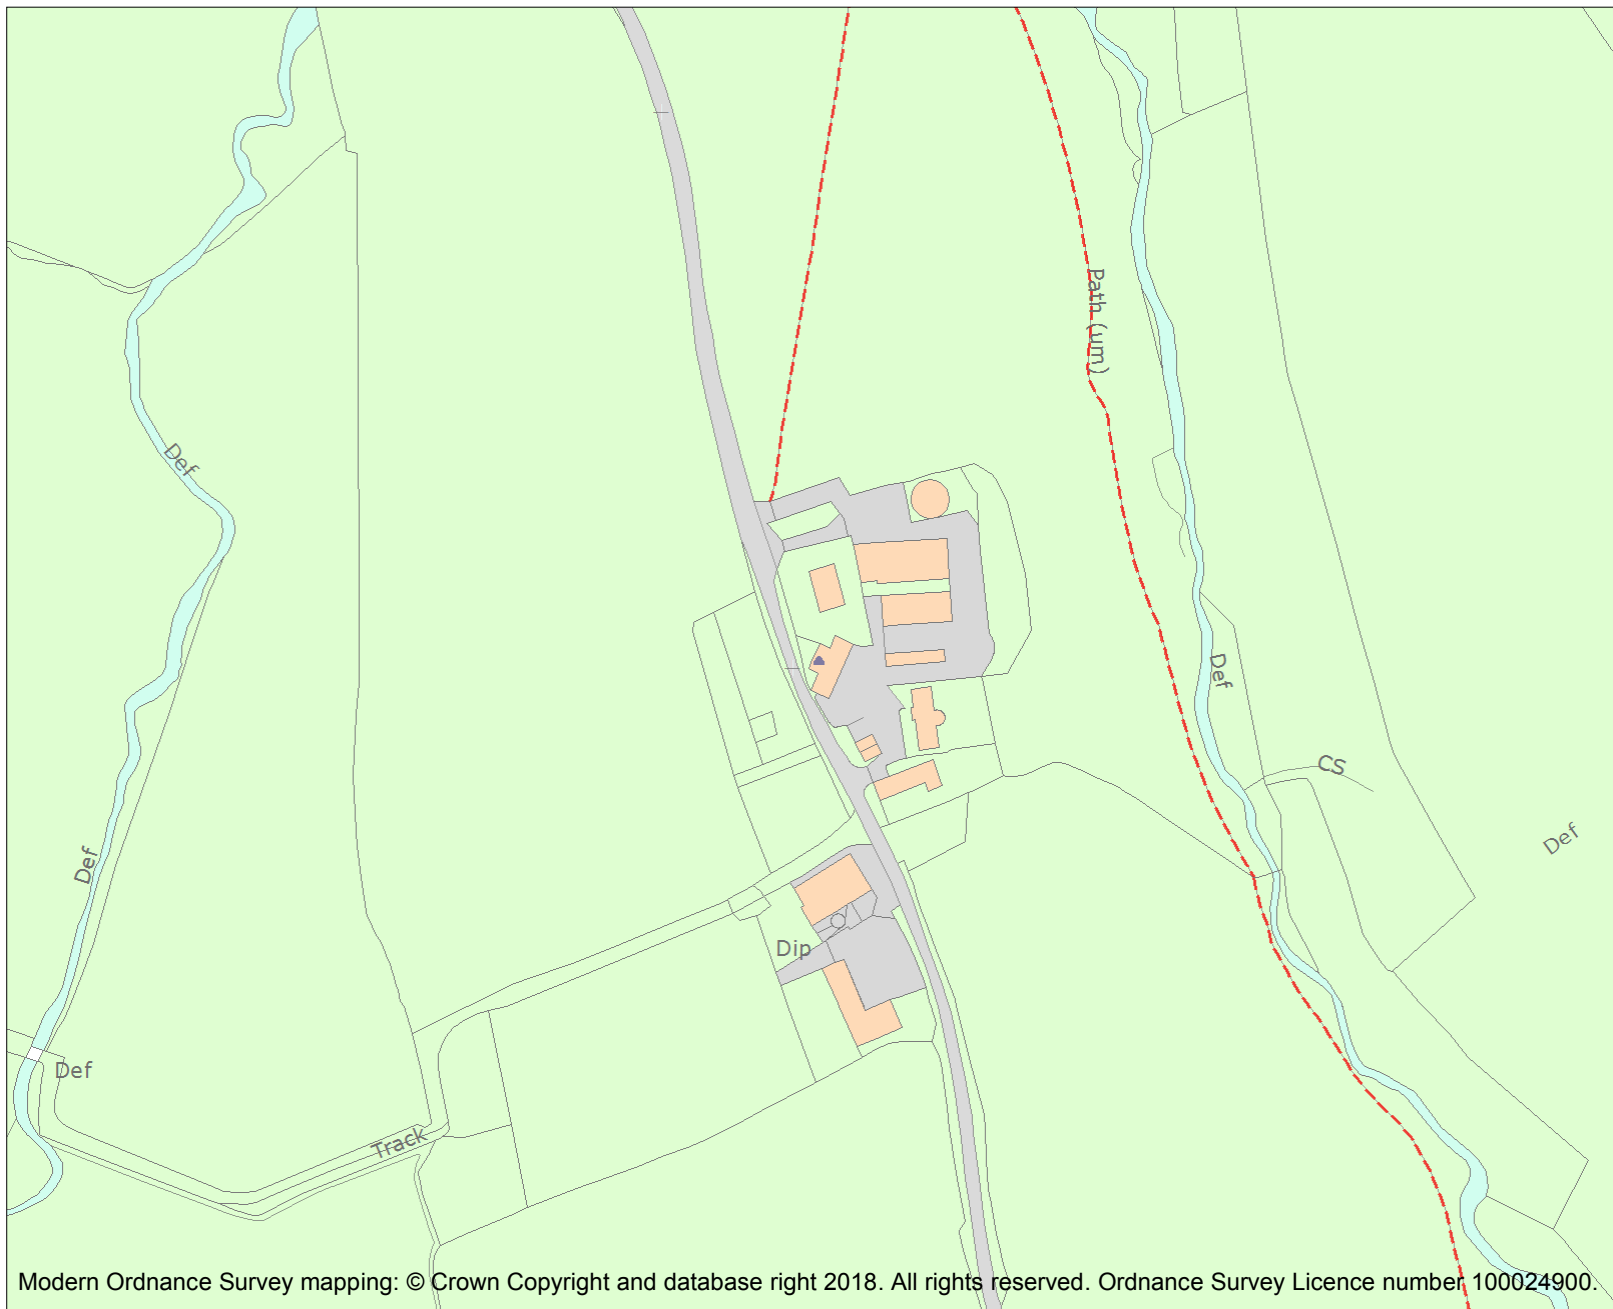 Path (um)
Def
Def
CS
Def
Def
Dip
Def
Track
Modern Ordnance Survey mapping: © Crown Copyright and database right 2018. All rights reserved. Ordnance Survey Licence number 100024900.